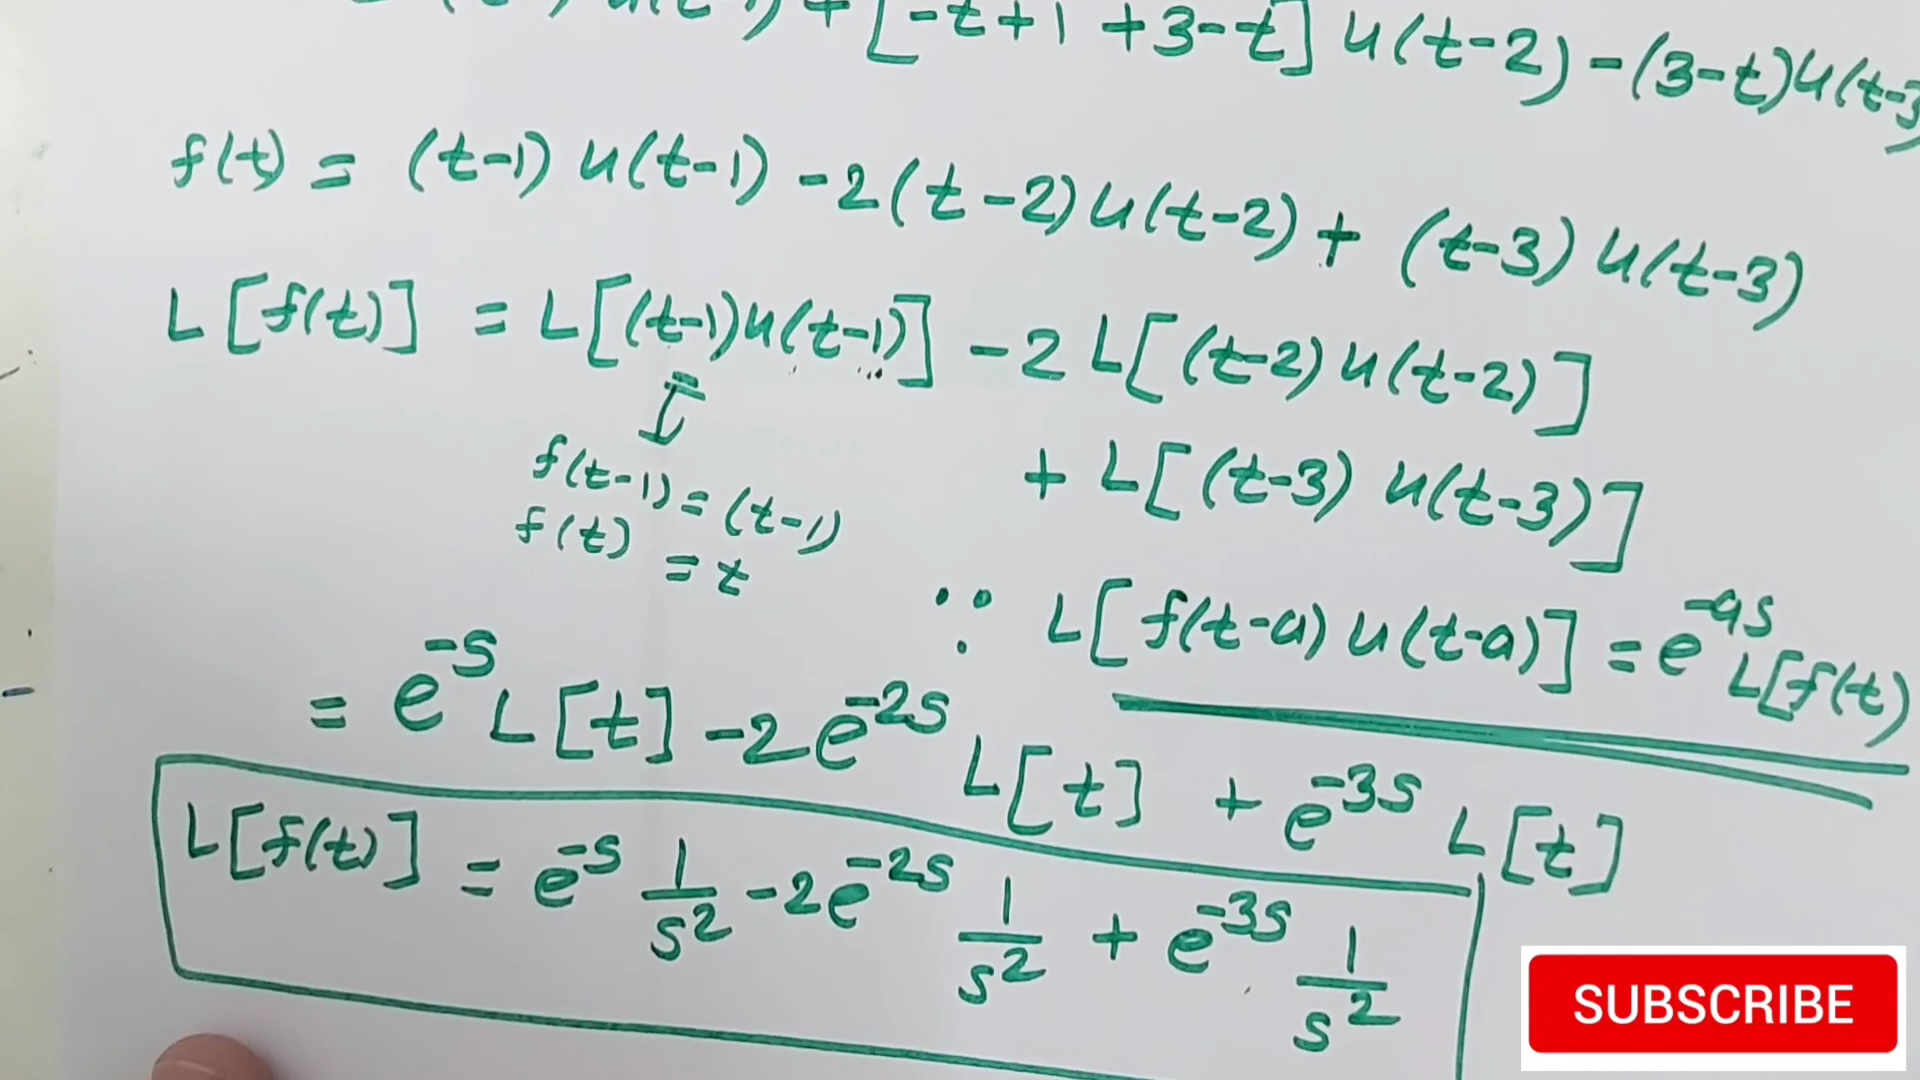 + [-t+1 +3-t] u(t-2) -(3-t)u(t-3
f(t) = (t-1) u(t-1) -2(t-2)u(t-2) + (t-3) u(t-3)
L[f(t)] = L[(t-1)u(t-1)] -2 L[(t-2) u(t-2)]
+ L[(t-3) u(t-3)]
f(t-1) = (t-1)
f(t) = t
∵ L[f(t-a) u(t-a)] = e^-as L[f(t)
= e^-s L[t] -2e^-2s L[t] + e^-3s L[t]
L[f(t)] = e^-s 1/s^2 -2e^-2s 1/s^2 + e^-3s 1/s^2
SUBSCRIBE